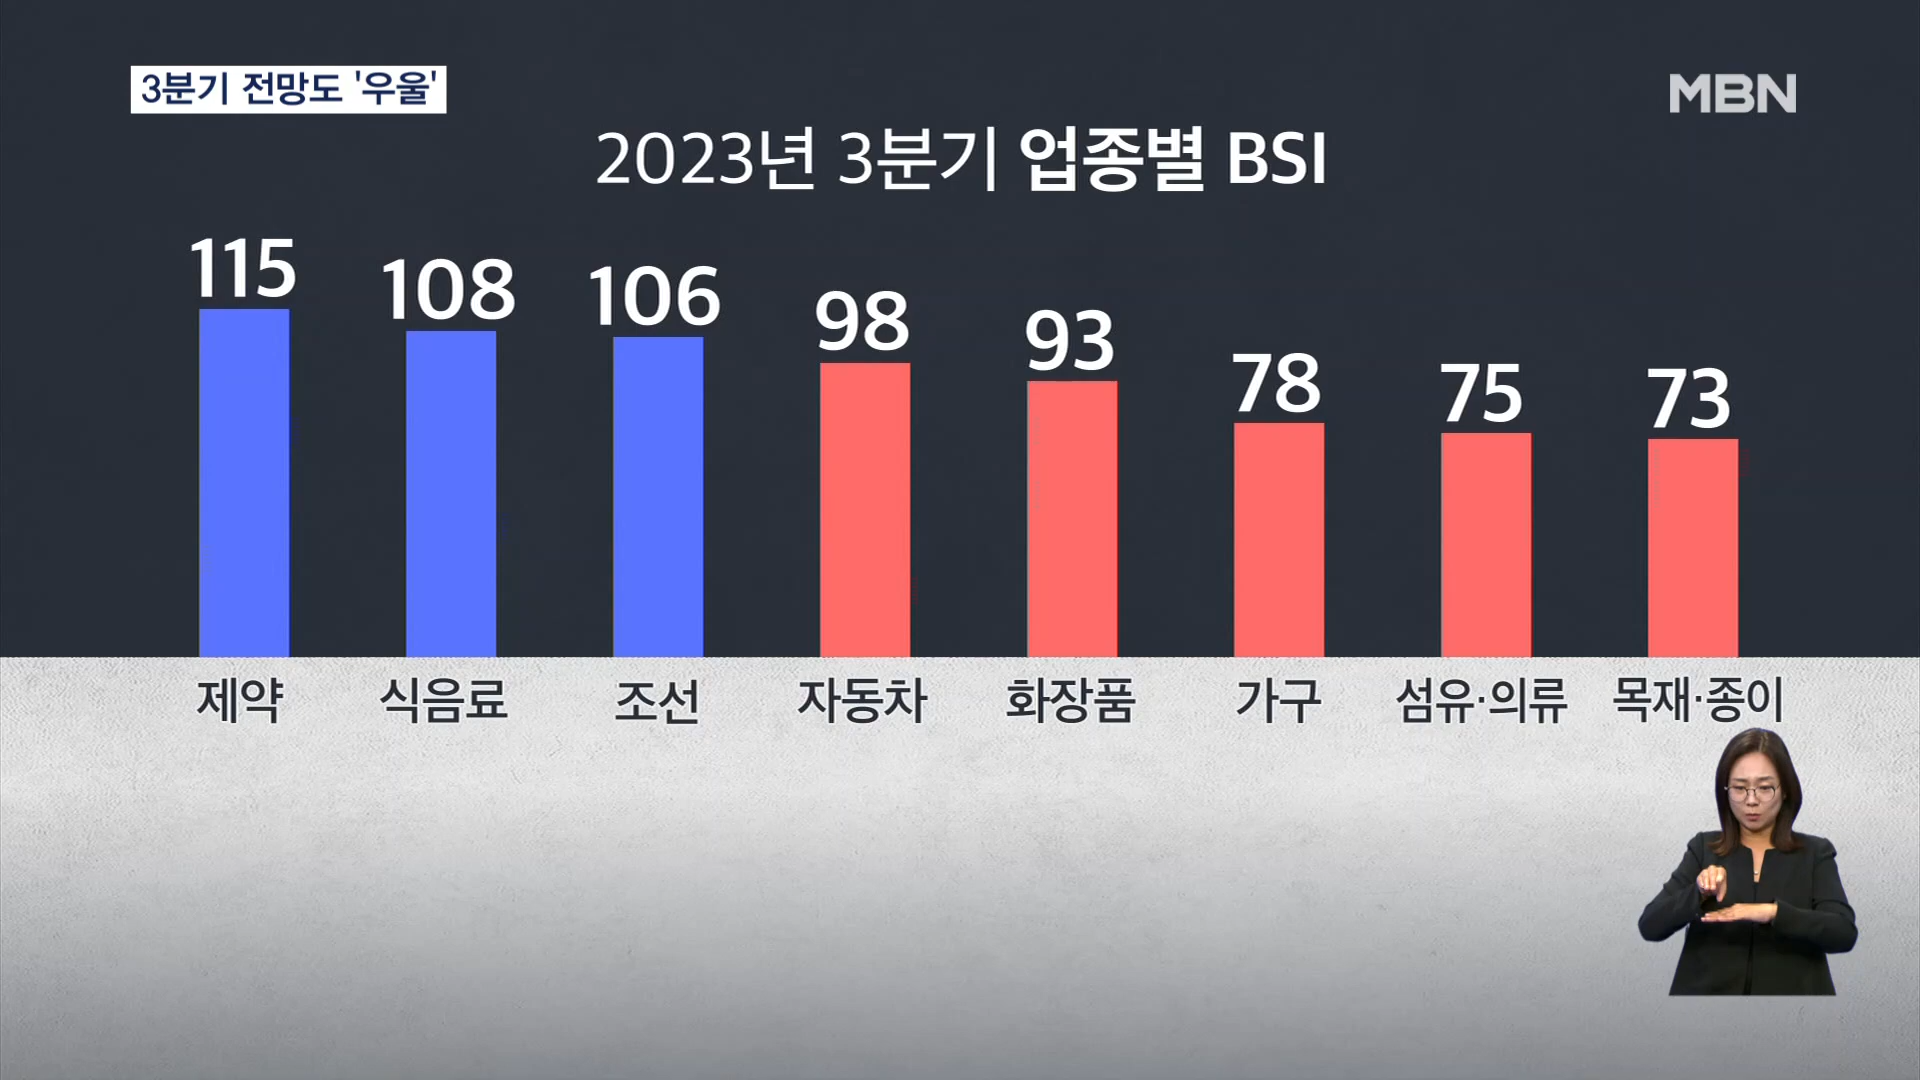 3분기 전망도 '우울'
MBN
2023년 3분기 업종별 BSI
115 108 106 98 93 78 75 73
제약 식음료 조선 자동차 화장품 가구 섬유·의류 목재·종이